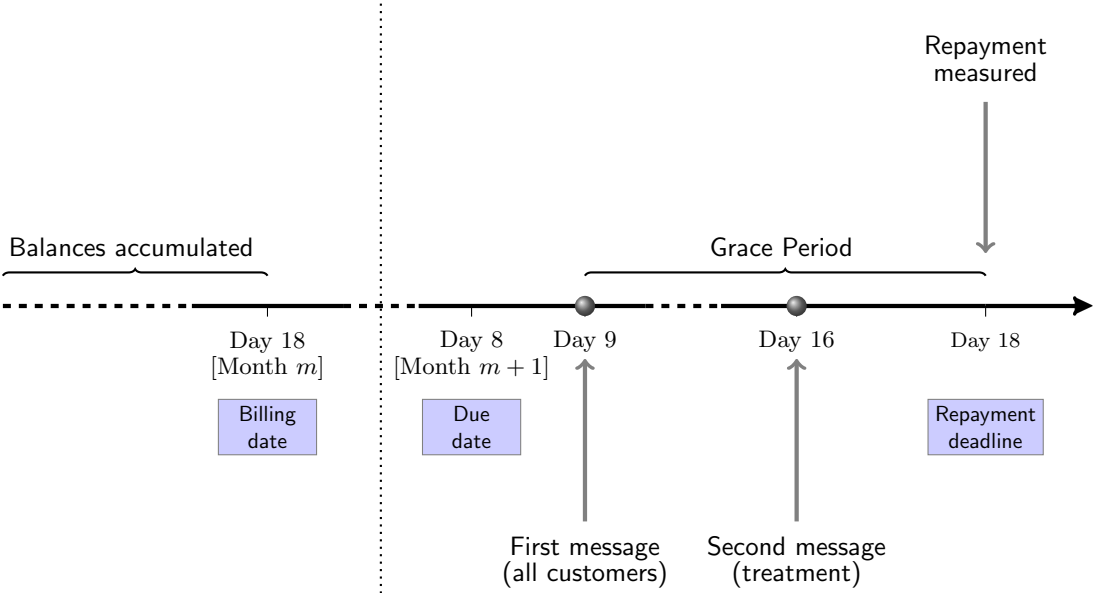 Repayment
measured
Balances accumulated
Grace Period
Day 18
[Month m]
Day 8
[Month m + 1]
Day 9
Day 16
Day 18
Billing
date
Due
date
Repayment
deadline
First message
(all customers)
Second message
(treatment)